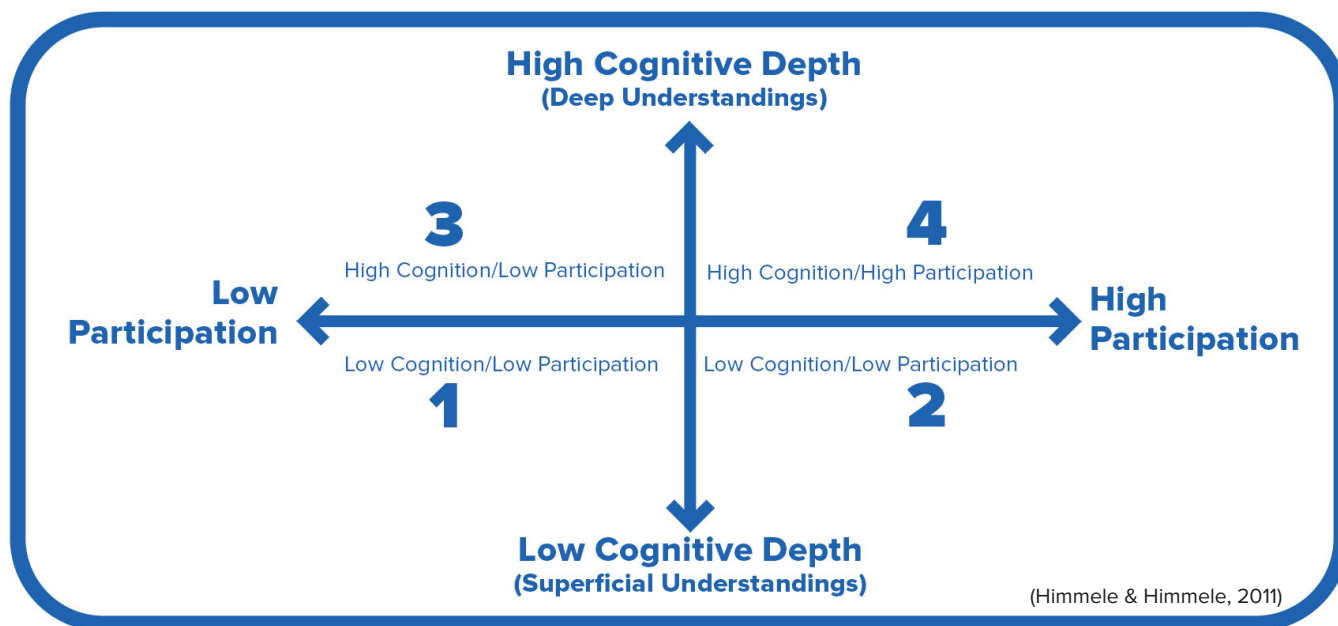 High Cognitive Depth
(Deep Understandings)
3
High Cognition/Low Participation
4
High Cognition/High Participation
Low
Participation
High
Participation
Low Cognition/Low Participation
1
Low Cognition/Low Participation
2
Low Cognitive Depth
(Superficial Understandings)
(Himmele & Himmele, 2011)